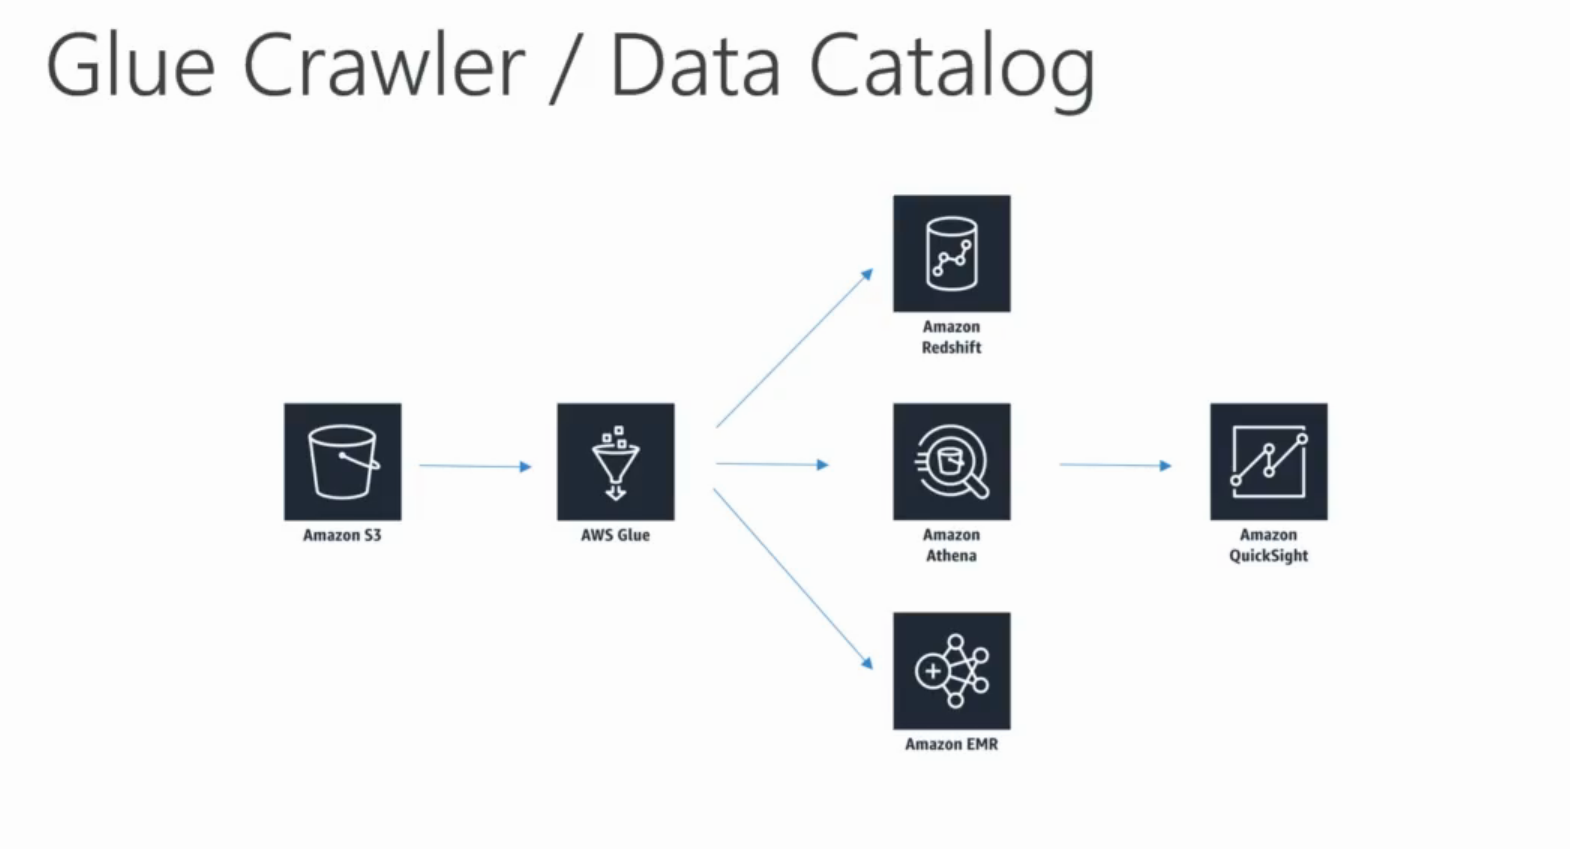 Glue Crawler / Data Catalog
Amazon
Redshift
Amazon S3
AWS Glue
Amazon
Athena
Amazon
QuickSight
Amazon EMR